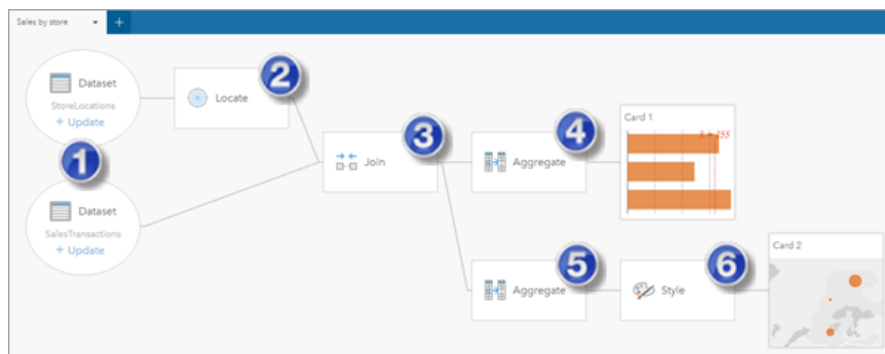 Sales by store
+
Dataset
StoreLocations
+ Update
1
Dataset
SalesTransactions
+ Update
2
Locate
3
Join
4
Aggregate
Card 1
5
Aggregate
6
Style
Card 2